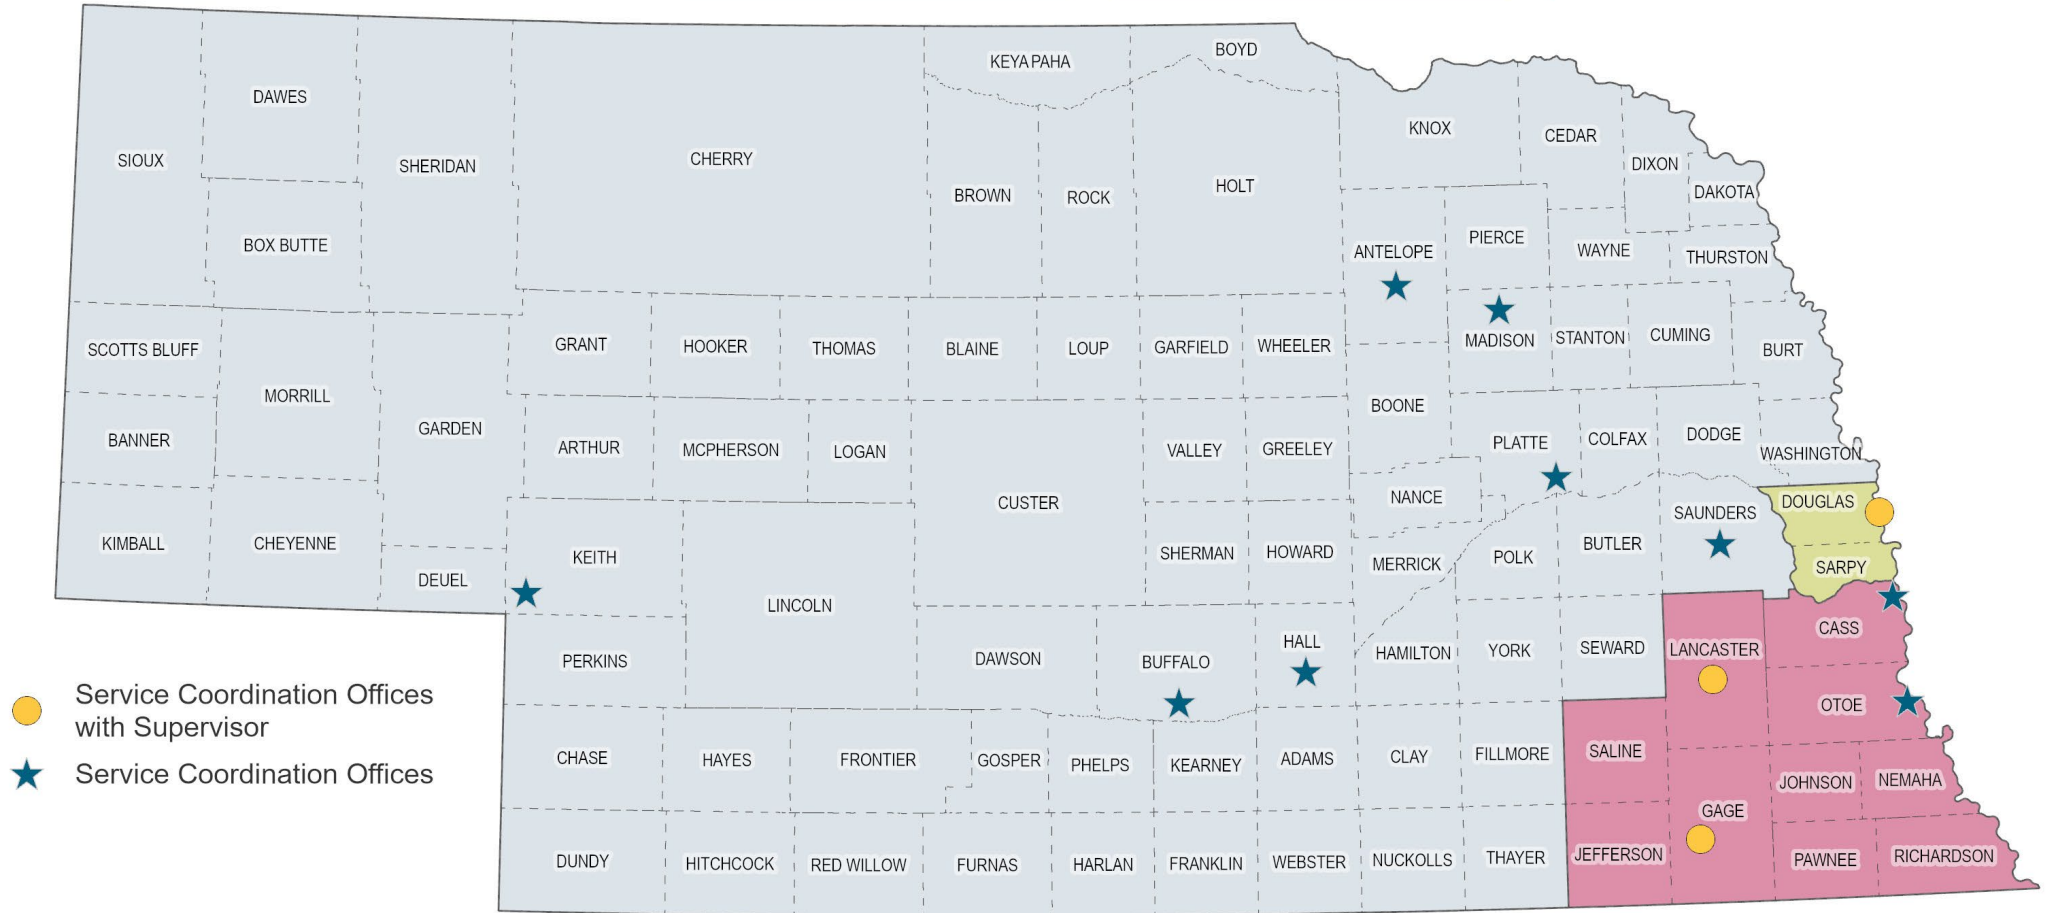 KEYA PAHA
BOYD
DAWES
KNOX
CEDAR
SIOUX
SHERIDAN
CHERRY
DIXON
BROWN
ROCK
HOLT
DAKOTA
BOX BUTTE
ANTELOPE
PIERCE
WAYNE
THURSTON
SCOTTS BLUFF
GRANT
HOOKER
THOMAS
BLAINE
LOUP
GARFIELD
WHEELER
MADISON
STANTON
CUMING
BURT
MORRILL
BOONE
BANNER
GARDEN
ARTHUR
MCPHERSON
LOGAN
VALLEY
GREELEY
PLATTE
COLFAX
DODGE
WASHINGTON
CUSTER
NANCE
SAUNDERS
DOUGLAS
KIMBALL
CHEYENNE
DEUEL
KEITH
SHERMAN
HOWARD
MERRICK
POLK
BUTLER
SARPY
LINCOLN
CASS
PERKINS
DAWSON
BUFFALO
HALL
HAMILTON
YORK
SEWARD
LANCASTER
Service Coordination Offices
with Supervisor
OTOE
CHASE
HAYES
FRONTIER
GOSPER
PHELPS
KEARNEY
ADAMS
CLAY
FILLMORE
SALINE
Service Coordination Offices
JOHNSON
NEMAHA
GAGE
DUNDY
HITCHCOCK
RED WILLOW
FURNAS
HARLAN
FRANKLIN
WEBSTER
NUCKOLLS
THAYER
JEFFERSON
PAWNEE
RICHARDSON